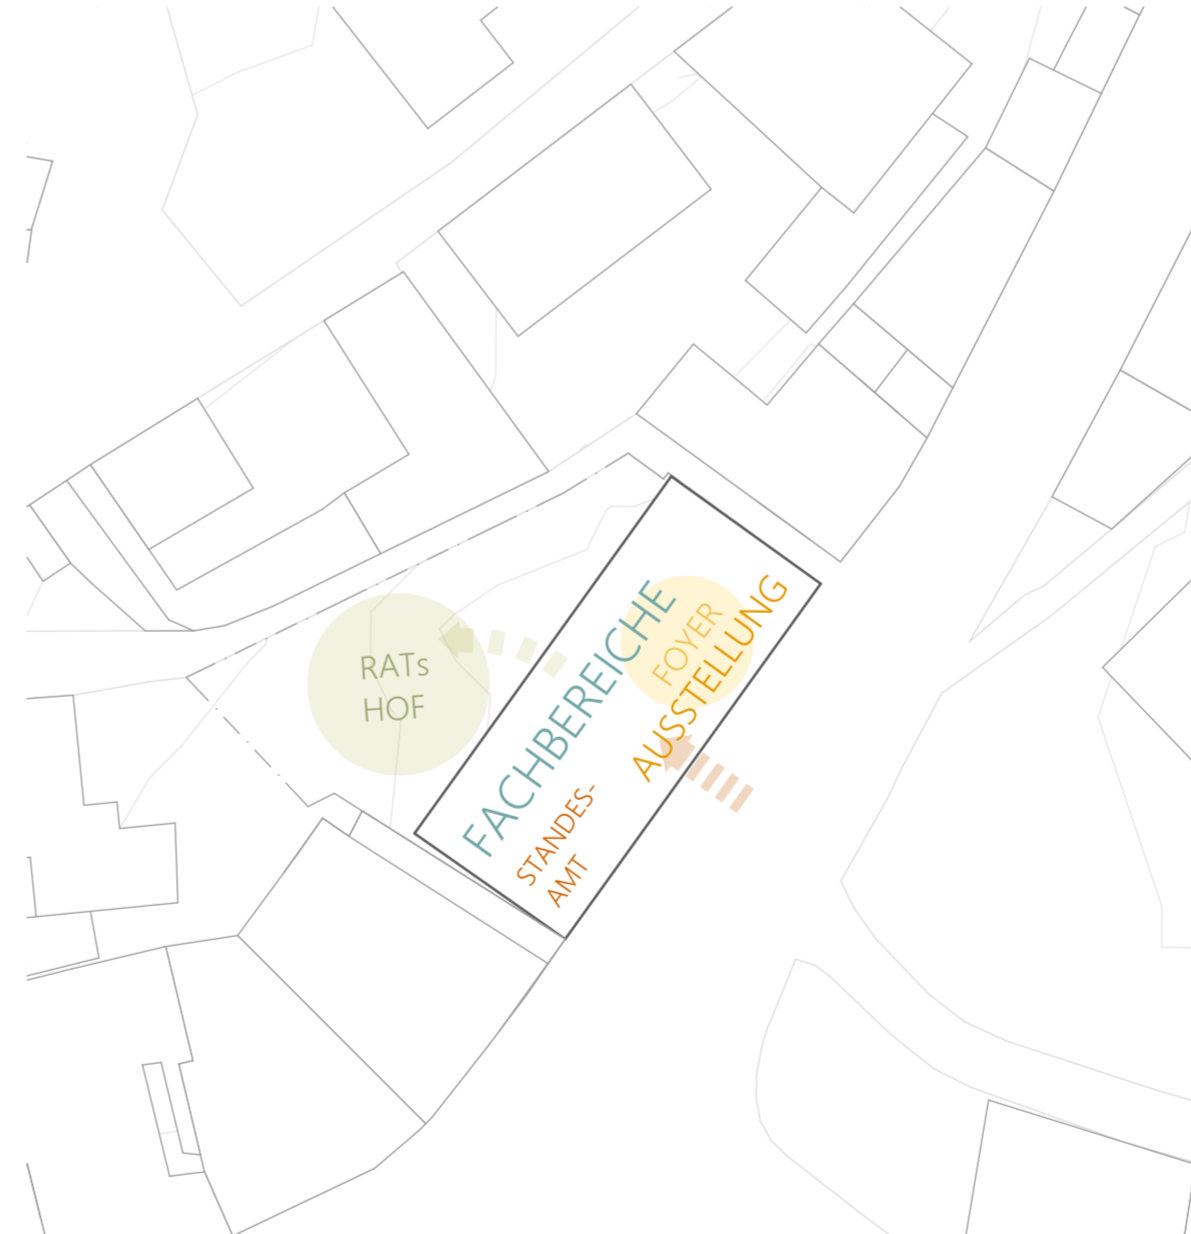 RATs
HOF
FACHBEREICHE
FOYER
AUSSTELLUNG
STANDES-
AMT